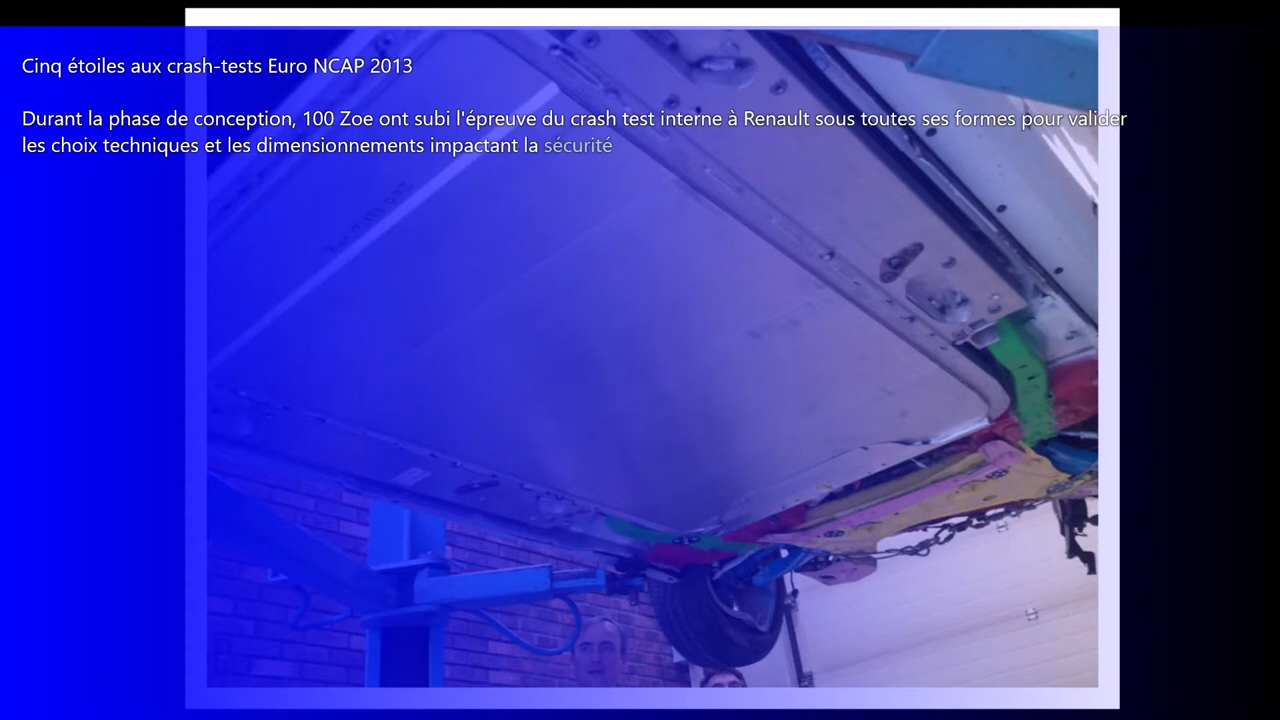 Cinq étoiles aux crash-tests Euro NCAP 2013
Durant la phase de conception, 100 Zoe ont subi l'épreuve du crash test interne à Renault sous toutes ses formes pour valider
les choix techniques et les dimensionnements impactant la sécurité